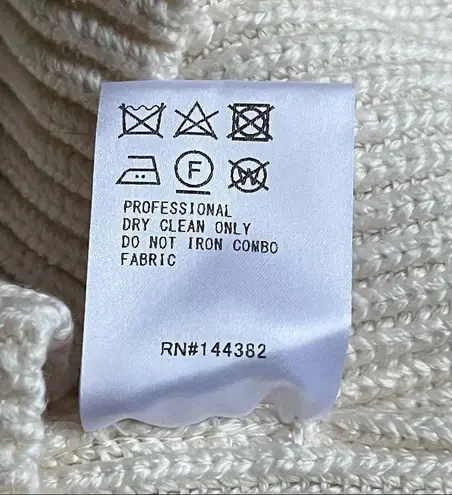 F W
PROFESSIONAL
DRY CLEAN ONLY
DO NOT IRON COMBO
FABRIC
RN#144382